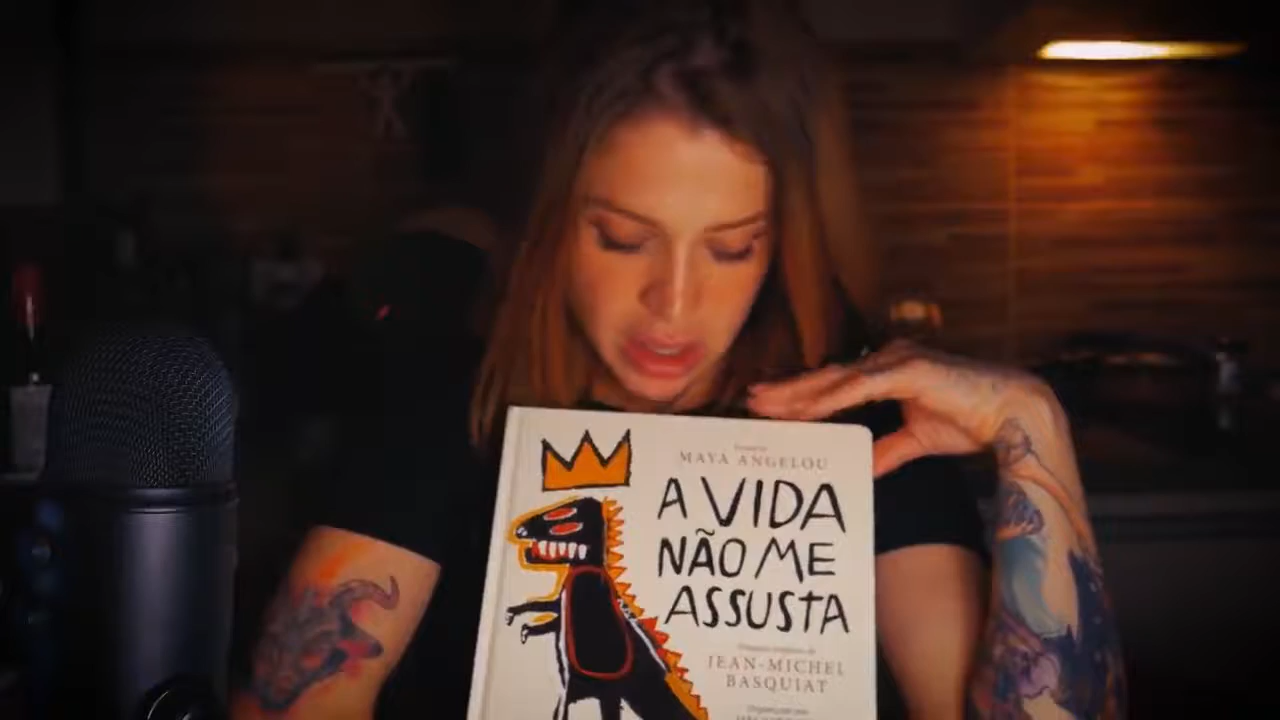 MAYA ANGELOU
A VIDA
NÃO ME
ASSUSTA
JEAN-MICHEL
BASQUIAT